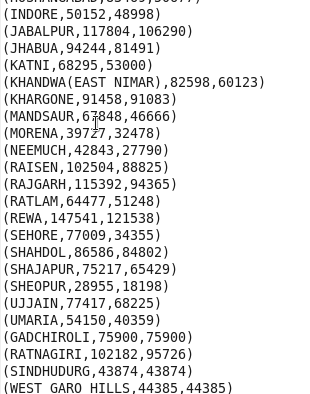 (INDORE,50152,48998)
(JABALPUR,117804,106290)
(JHABUA,94244,81491)
(KATNI,68295,53000)
(KHANDWA(EAST NIMAR),82598,60123)
(KHARGONE,91458,91083)
(MANDSAUR,67848,46666)
(MORENA,39727,32478)
(NEEMUCH,42843,27790)
(RAISEN,102504,88825)
(RAJGARH,115392,94365)
(RATLAM,64477,51248)
(REWA,147541,121538)
(SEHORE,77009,34355)
(SHAHDOL,86586,84802)
(SHAJAPUR,75217,65429)
(SHEOPUR,28955,18198)
(UJJAIN,77417,68225)
(UMARIA,54150,40359)
(GADCHIROLI,75900,75900)
(RATNAGIRI,102182,95726)
(SINDHUDURG,43874,43874)
(WEST GARO HILLS,44385,44385)